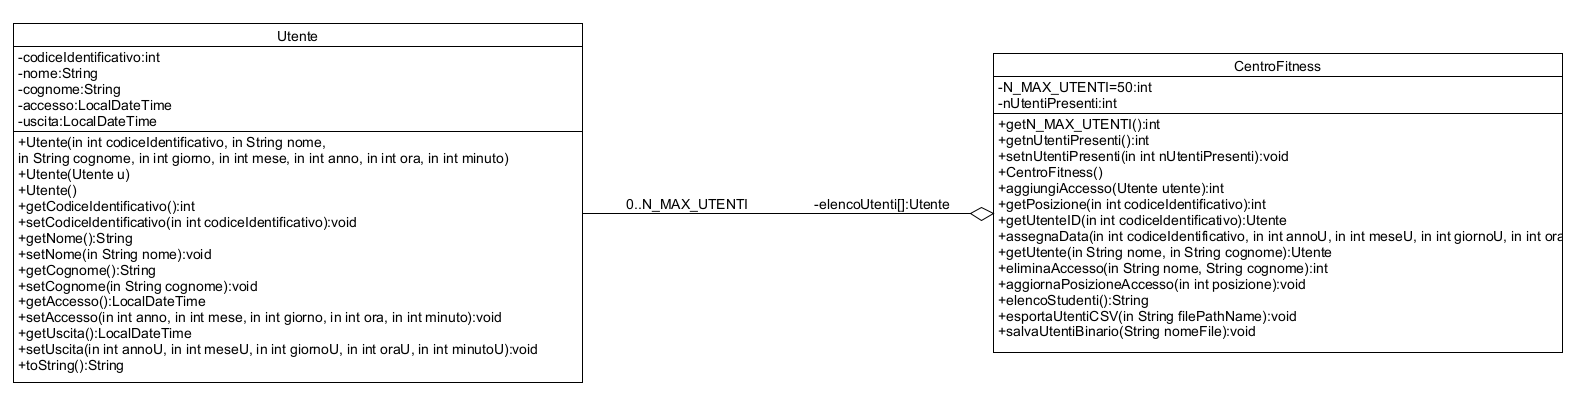 Utente
-codiceIdentificativo:int
-nome:String
-cognome:String
-accesso:LocalDateTime
-uscita:LocalDateTime
+Utente(in int codiceIdentificativo, in String nome,
in String cognome, in int giorno, in int mese, in int anno, in int ora, in int minuto)
+Utente(Utente u)
+Utente()
+getCodiceIdentificativo():int
+setCodiceIdentificativo(in int codiceIdentificativo):void
+getNome():String
+setNome(in String nome):void
+getCognome():String
+setCognome(in String cognome):void
+getAccesso():LocalDateTime
+setAccesso(in int anno, in int mese, in int giorno, in int ora, in int minuto):void
+getUscita():LocalDateTime
+setUscita(in int annoU, in int meseU, in int giornoU, in int oraU, in int minutoU):void
+toString():String
0..N_MAX_UTENTI
-elencoUtenti[]:Utente
CentroFitness
-N_MAX_UTENTI=50:int
-nUtentiPresenti:int
+getN_MAX_UTENTI():int
+getnUtentiPresenti():int
+setnUtentiPresenti(in int nUtentiPresenti):void
+CentroFitness()
+aggiungiAccesso(Utente utente):int
+getPosizione(in int codiceIdentificativo):int
+getUtenteID(in int codiceIdentificativo):Utente
+assegnaData(in int codiceIdentificativo, in int annoU, in int meseU, in int giornoU, in int ora
+getUtente(in String nome, in String cognome):Utente
+eliminaAccesso(in String nome, String cognome):int
+aggiornaPosizioneAccesso(in int posizione):void
+elencoStudenti():String
+esportaUtentiCSV(in String filePathName):void
+salvaUtentiBinario(String nomeFile):void